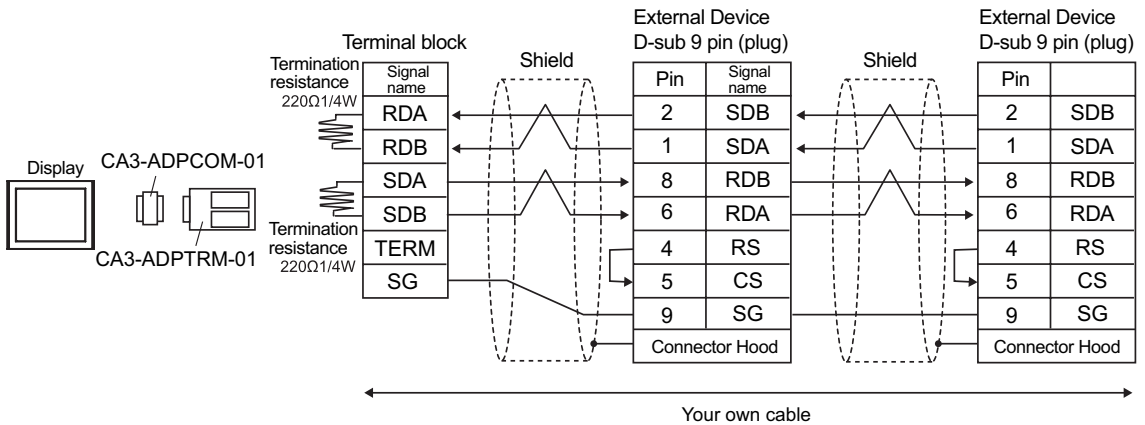 External Device
D-sub 9 pin (plug)
External Device
D-sub 9 pin (plug)
Terminal block
Shield
Shield
Termination
resistance
220Ω1/4W
Signal
name
Pin
Signal
name
Pin
RDA
2 SDB
2 SDB
RDB
1 SDA
1 SDA
Display
CA3-ADPCOM-01
SDA
8 RDB
8 RDB
SDB
6 RDA
6 RDA
CA3-ADPTRM-01
Termination
resistance
220Ω1/4W
TERM
4 RS
4 RS
SG
5 CS
5 CS
9 SG
9 SG
Connector Hood
Connector Hood
Your own cable